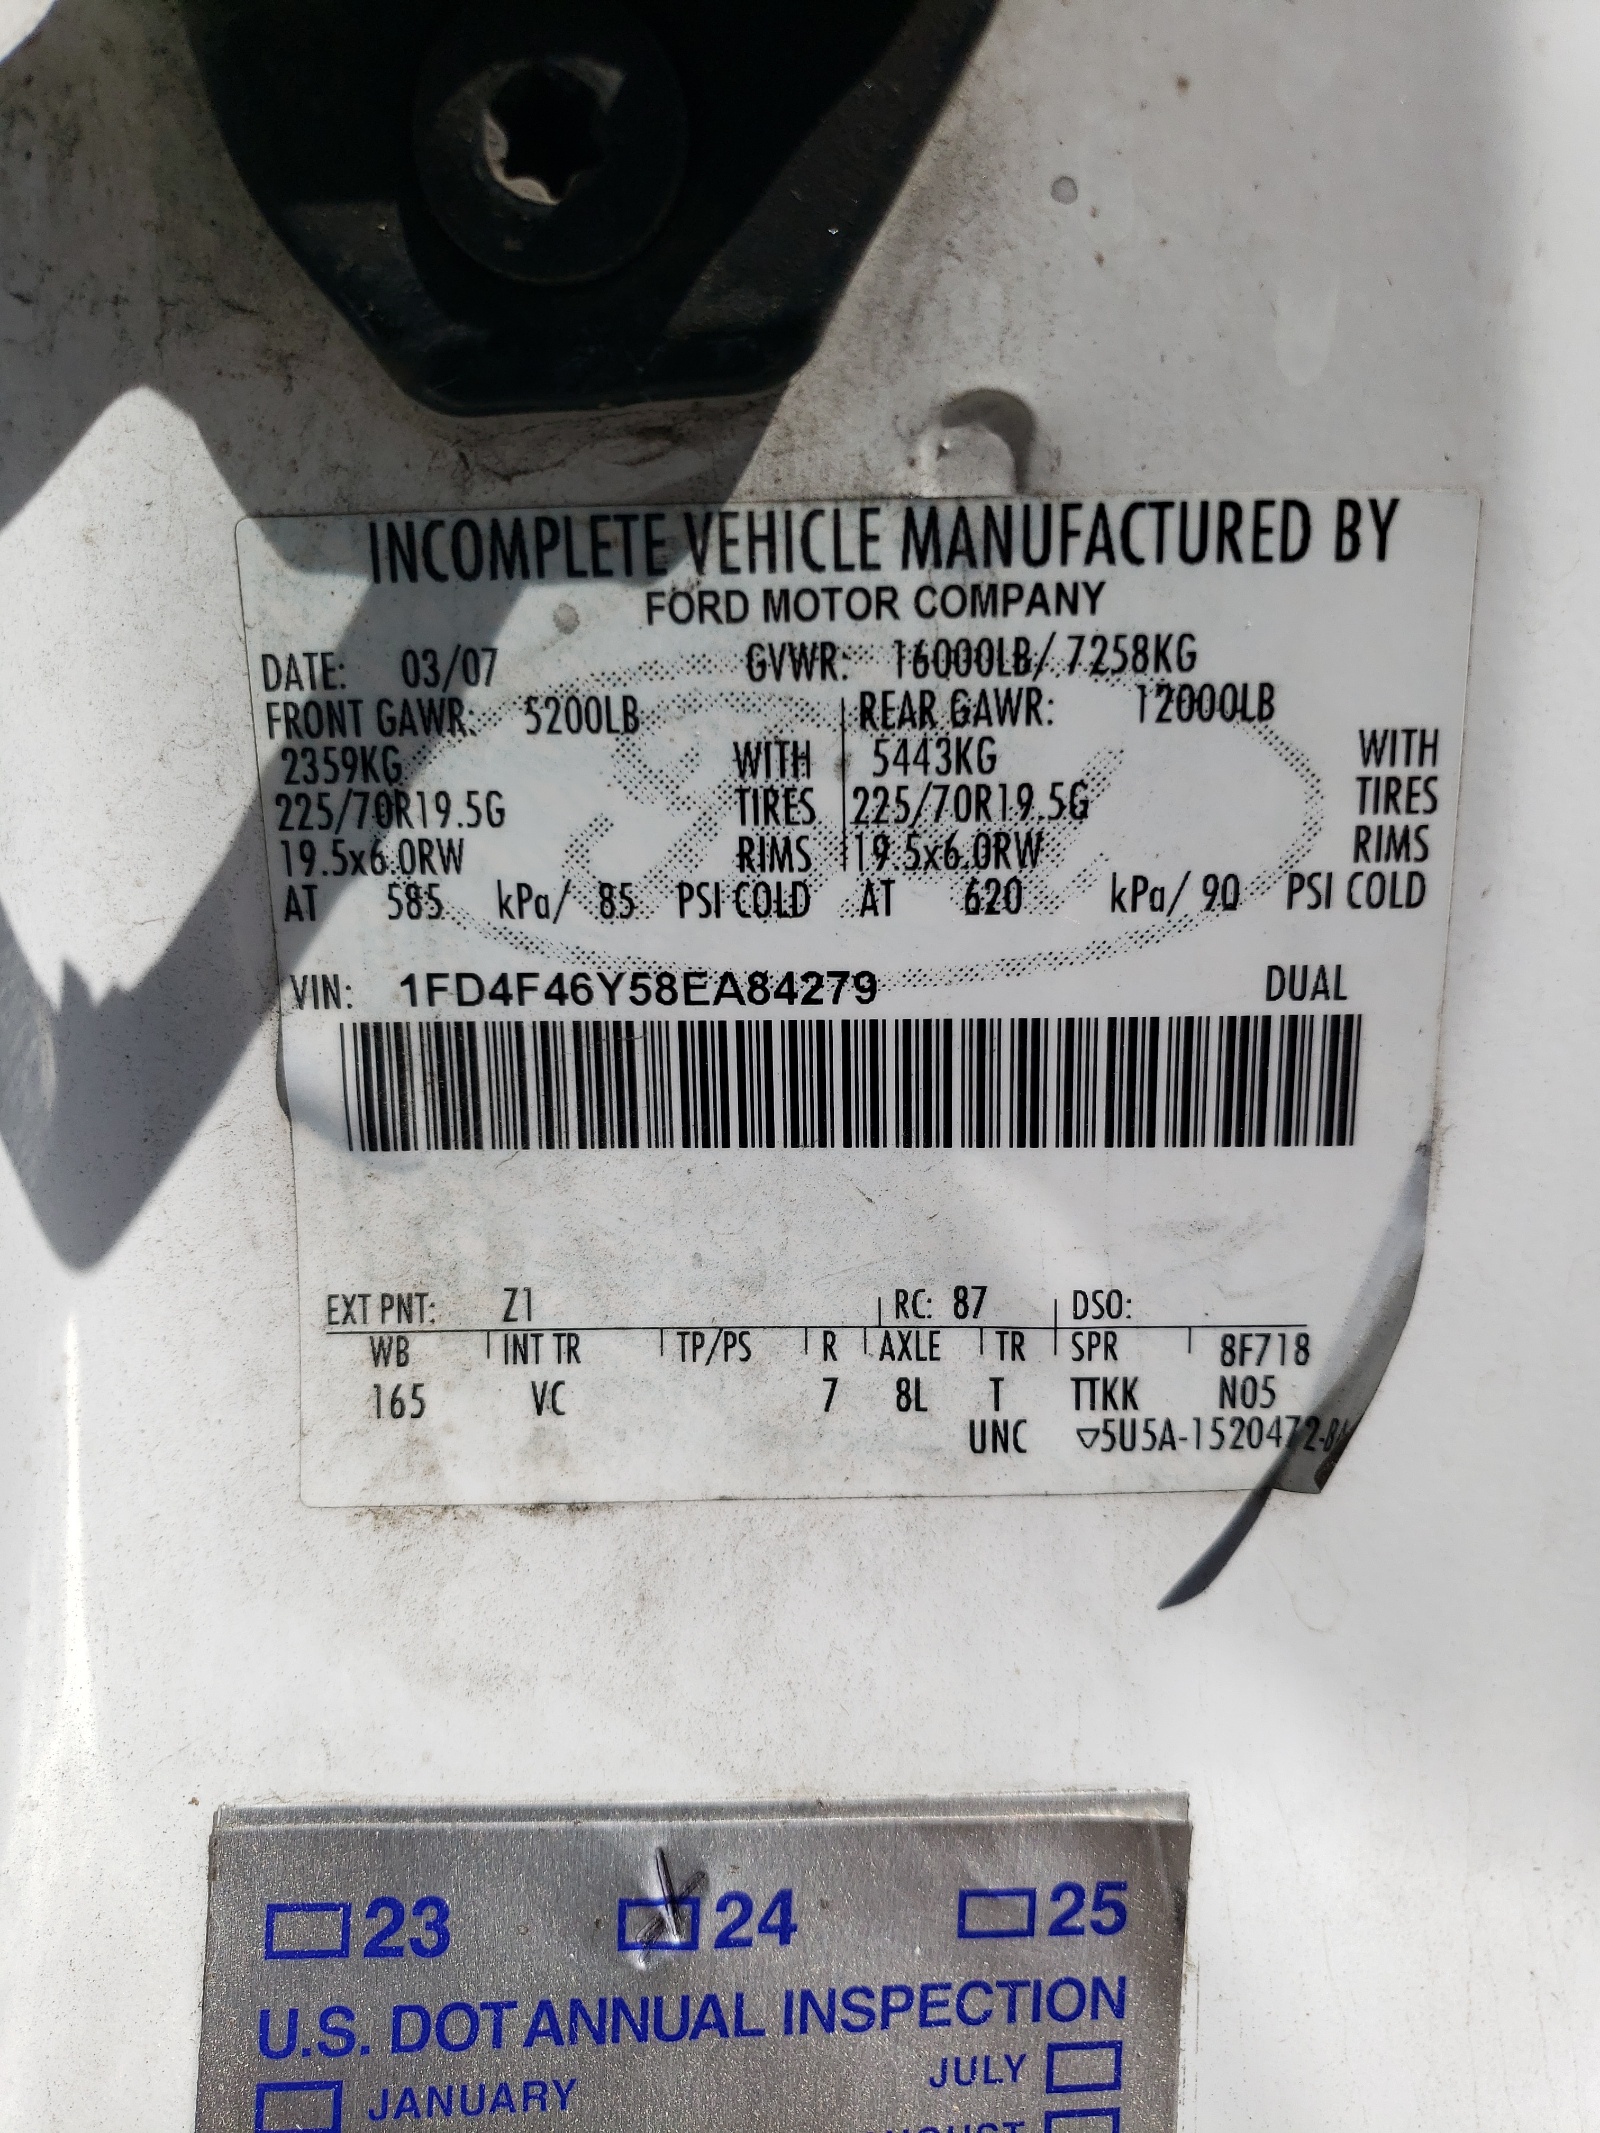 INCOMPLETE VEHICLE MANUFACTURED BY
FORD MOTOR COMPANY
DATE: 03/07 GVWR: 16000LB/ 7258KG
FRONT GAWR: 5200LB REAR GAWR: 12000LB
2359KG WITH 5443KG WITH
225/70R19.5G TIRES 225/70R19.5G TIRES
19.5x6.0RW RIMS 19.5x6.0RW RIMS
AT 585 kPa/ 85 PSI COLD AT 620 kPa/ 90 PSI COLD
VIN: 1FD4F46Y58EA84279 DUAL
EXT PNT: Z1 RC: 87 DSO:
WB INT TR TP/PS R AXLE TR SPR 8F718
165 VC 7 8L T TTKK N05
UNC ▽5U5A-1520472-
23 24 25
U.S. DOT ANNUAL INSPECTION
JULY
JANUARY